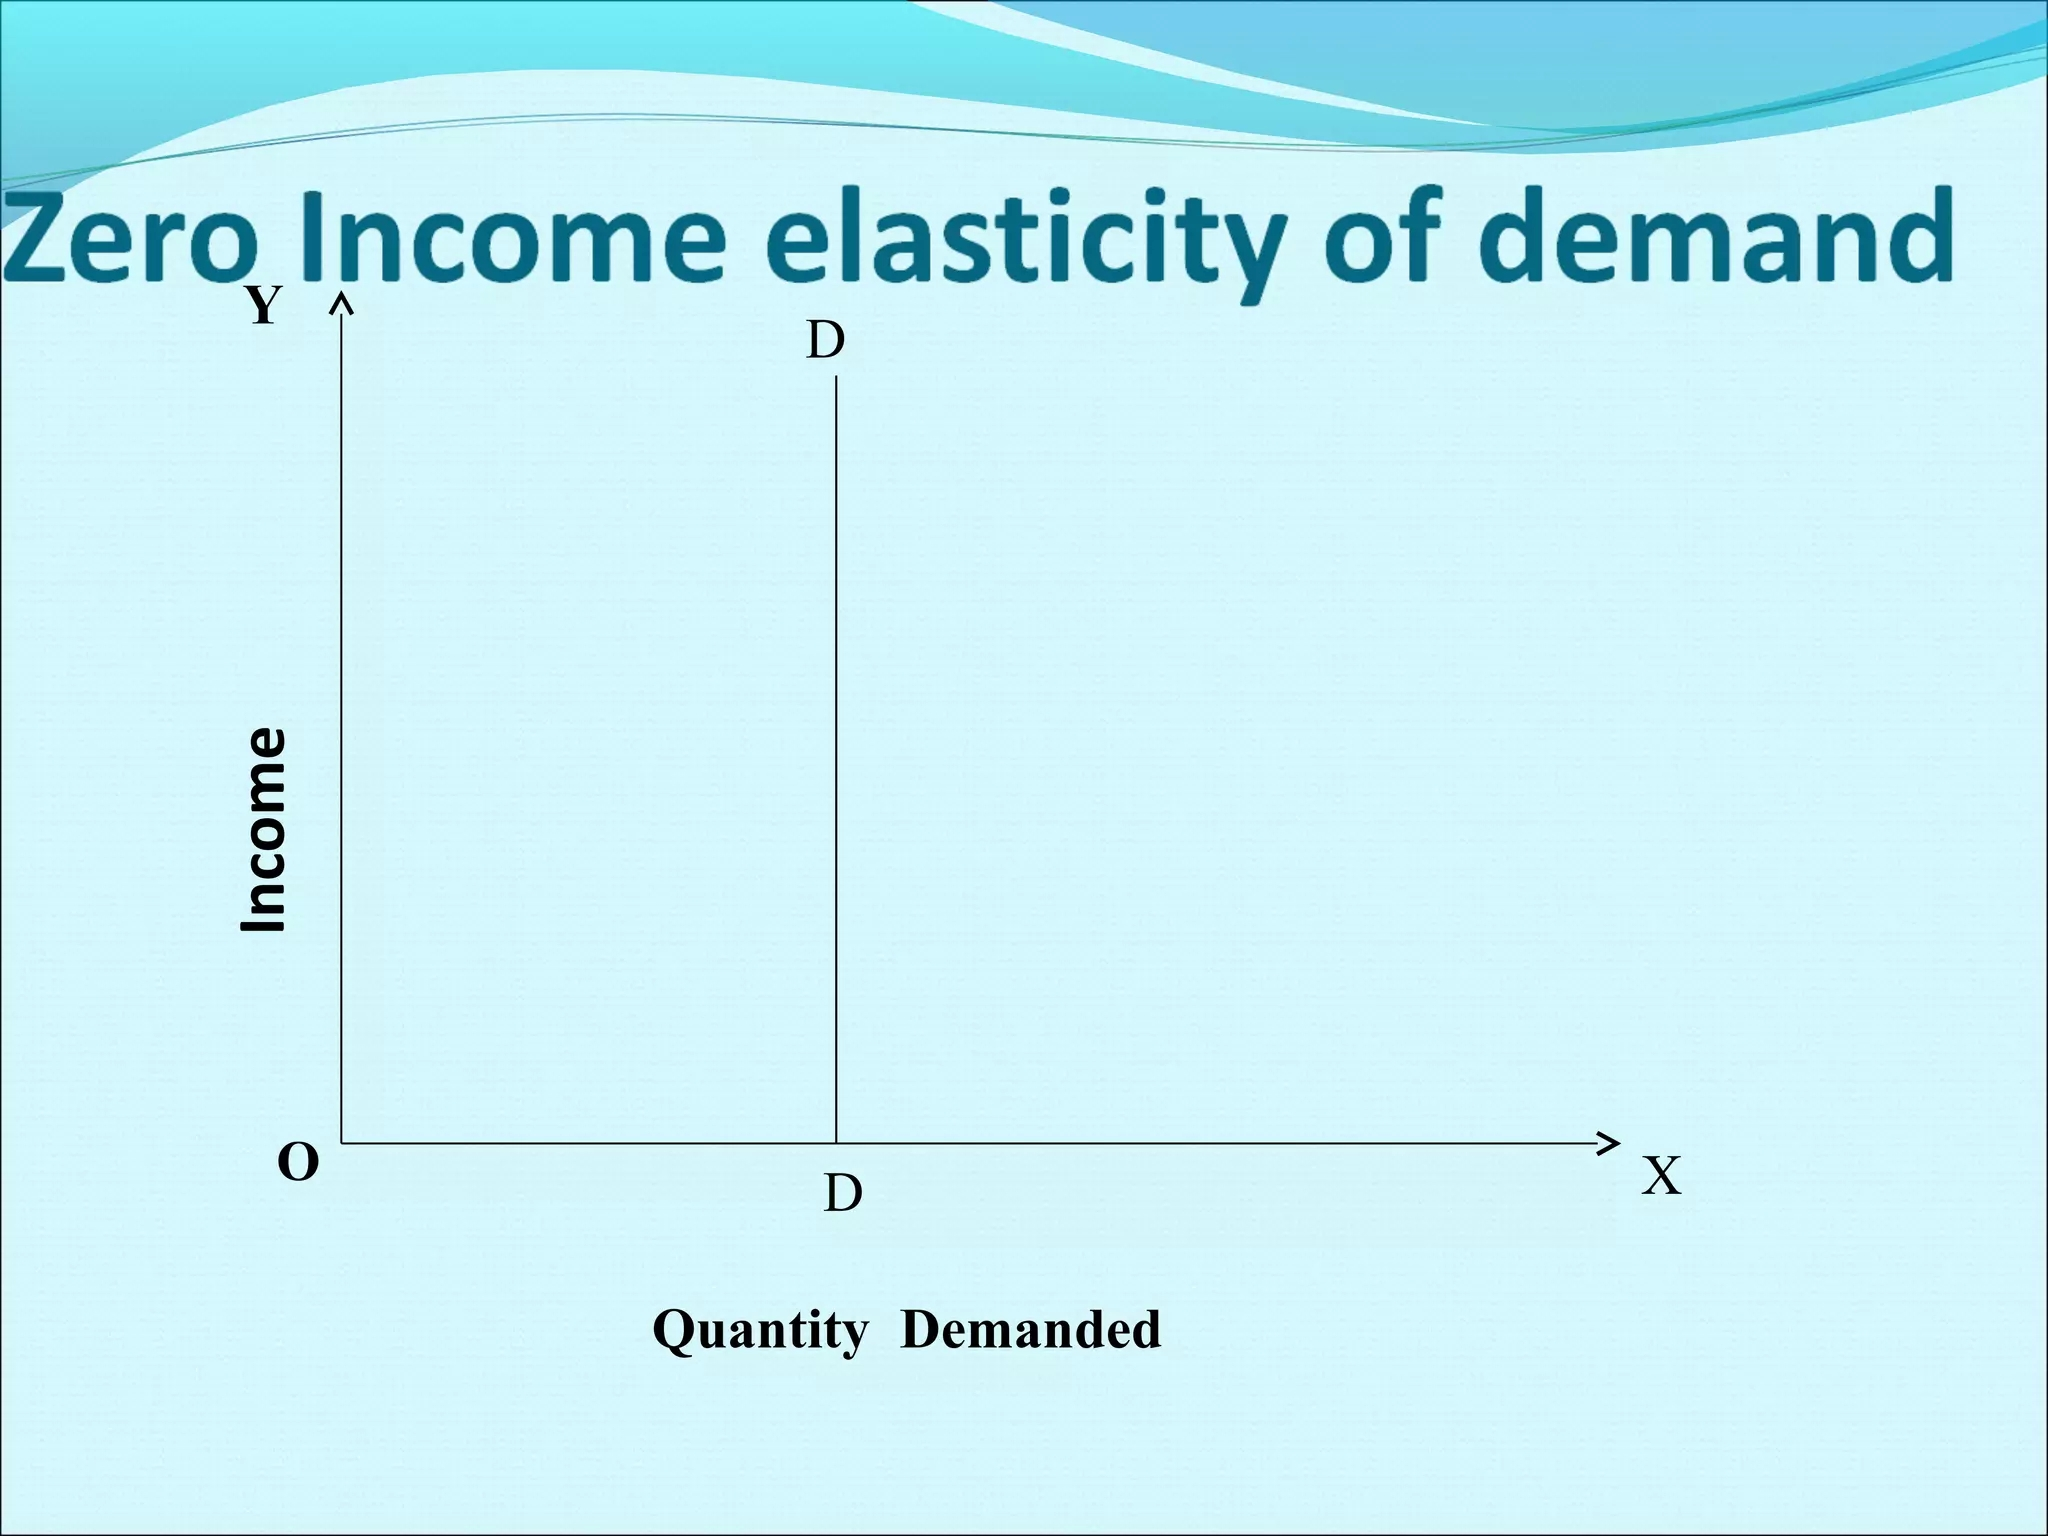 Zero Income elasticity of demand
Y
D
Income
O
D
X
Quantity Demanded